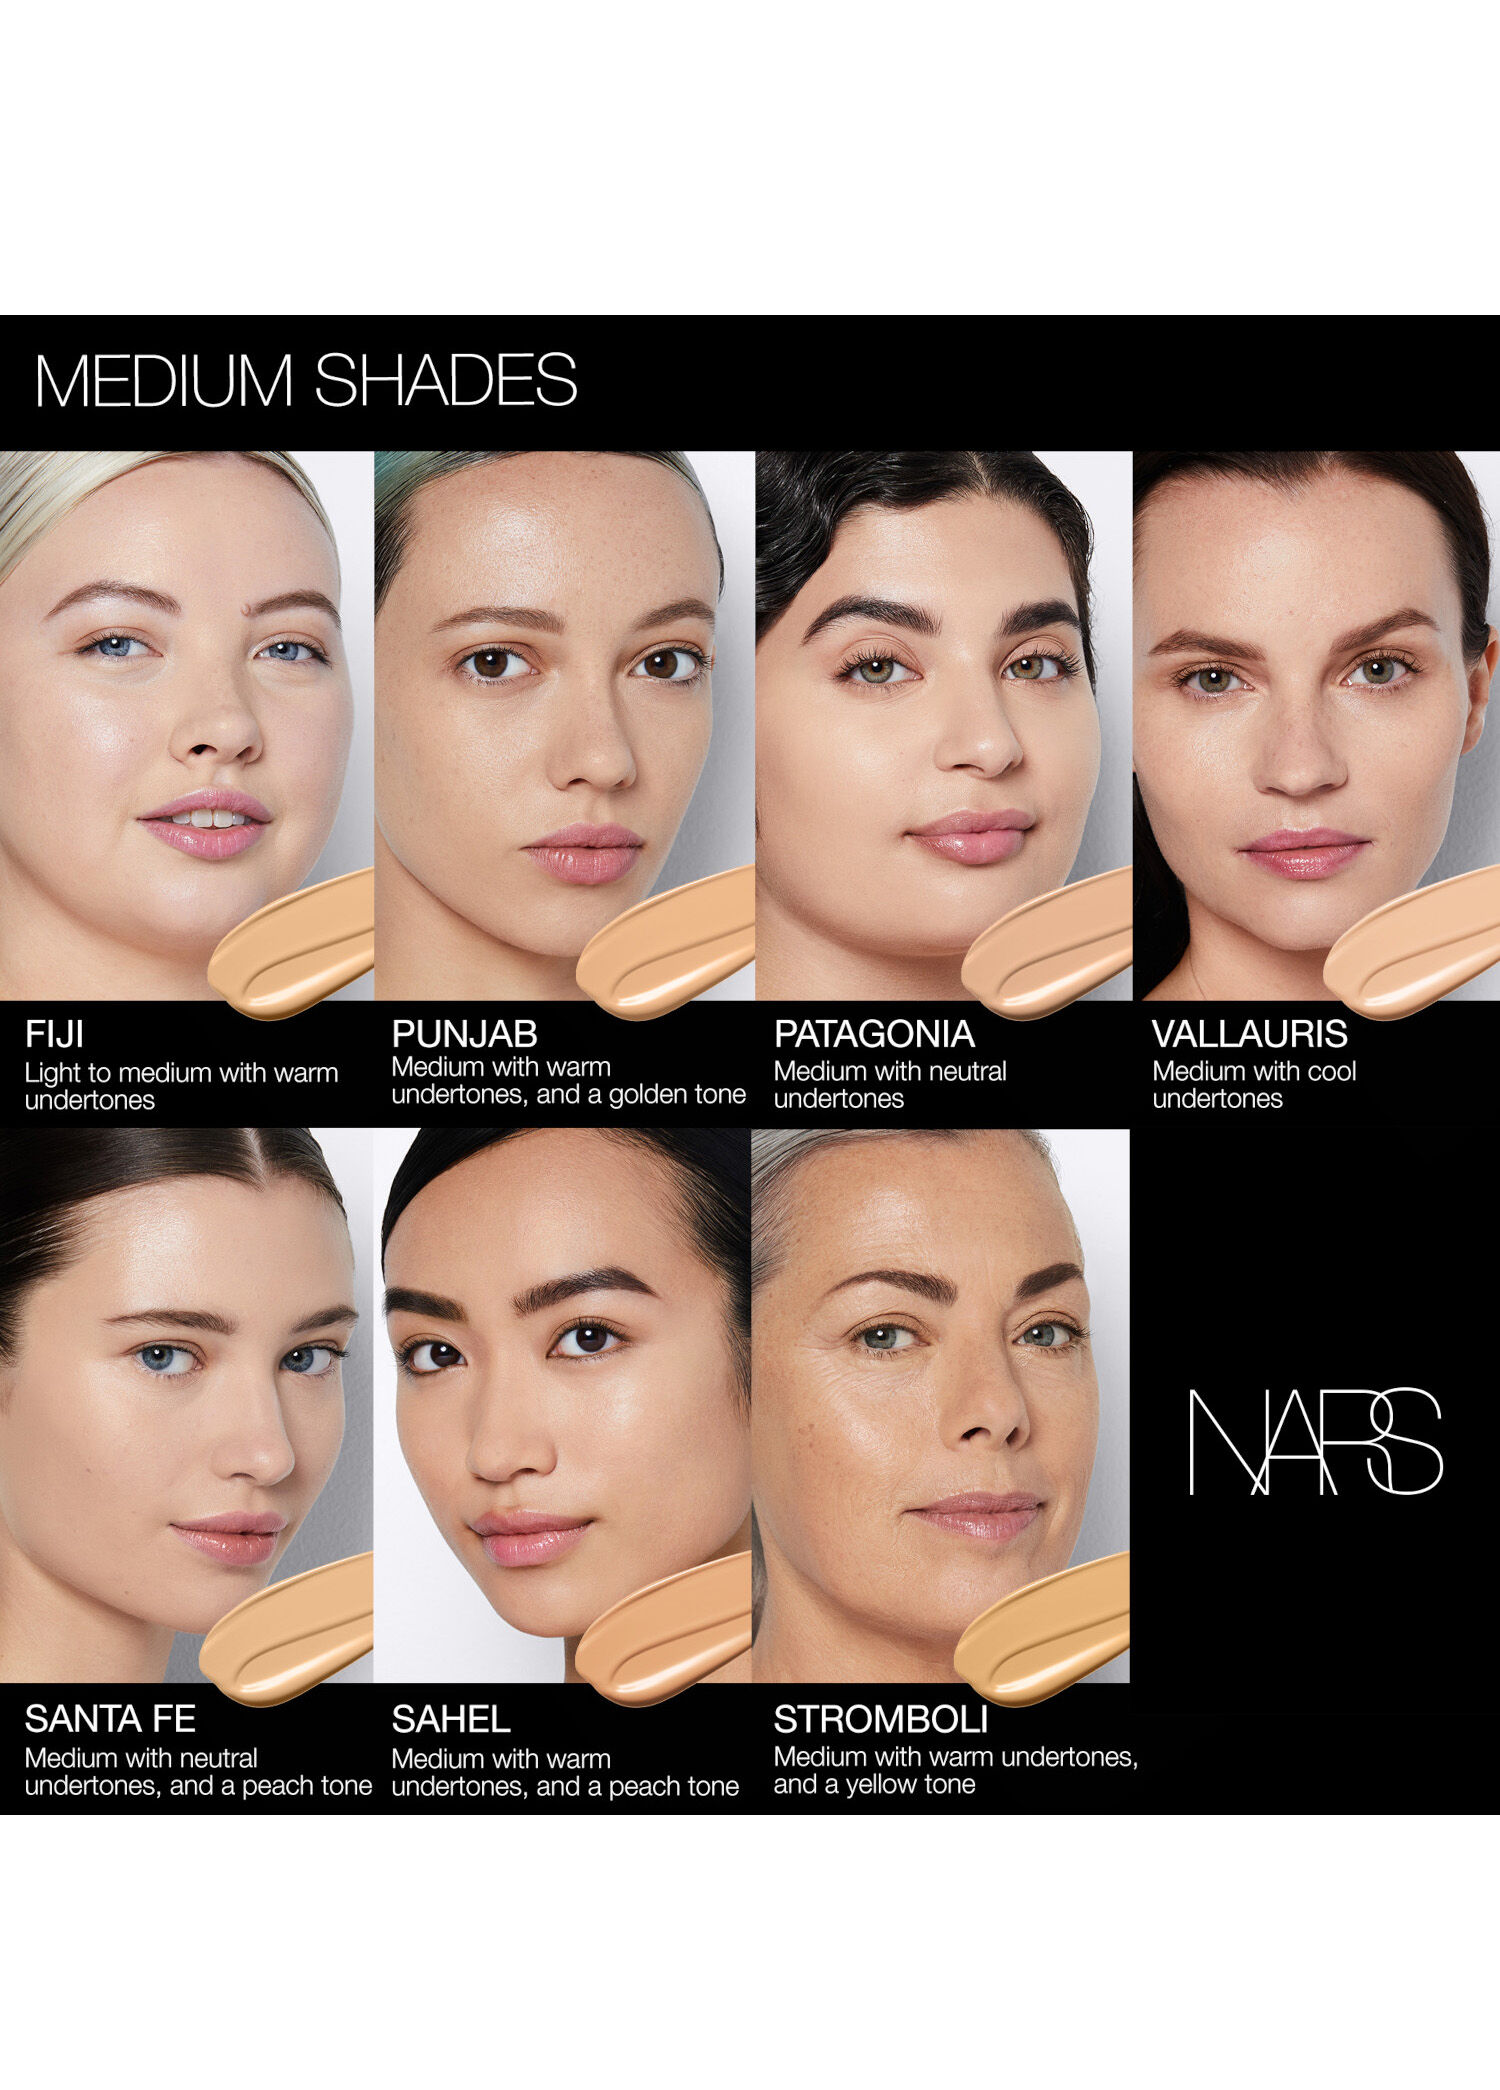 MEDIUM SHADES
FIJI
Light to medium with warm
undertones
PUNJAB
Medium with warm
undertones, and a golden tone
PATAGONIA
Medium with neutral
undertones
VALLAURIS
Medium with cool
undertones
SANTA FE
Medium with neutral
undertones, and a peach tone
SAHEL
Medium with warm
undertones, and a peach tone
STROMBOLI
Medium with warm undertones,
and a yellow tone
NARS